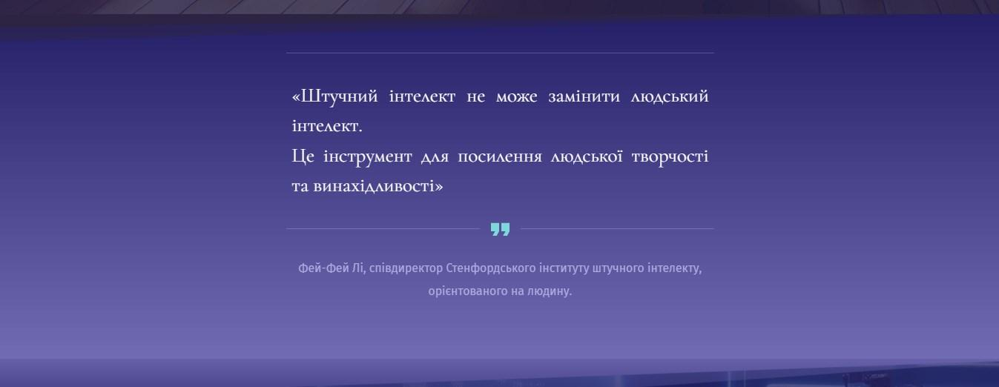 «Штучний інтелект не може замінити людський
інтелект.
Це інструмент для посилення людської творчості
та винахідливості»
Фей-Фей Лі, співдиректор Стенфордського інституту штучного інтелекту,
орієнтованого на людину.